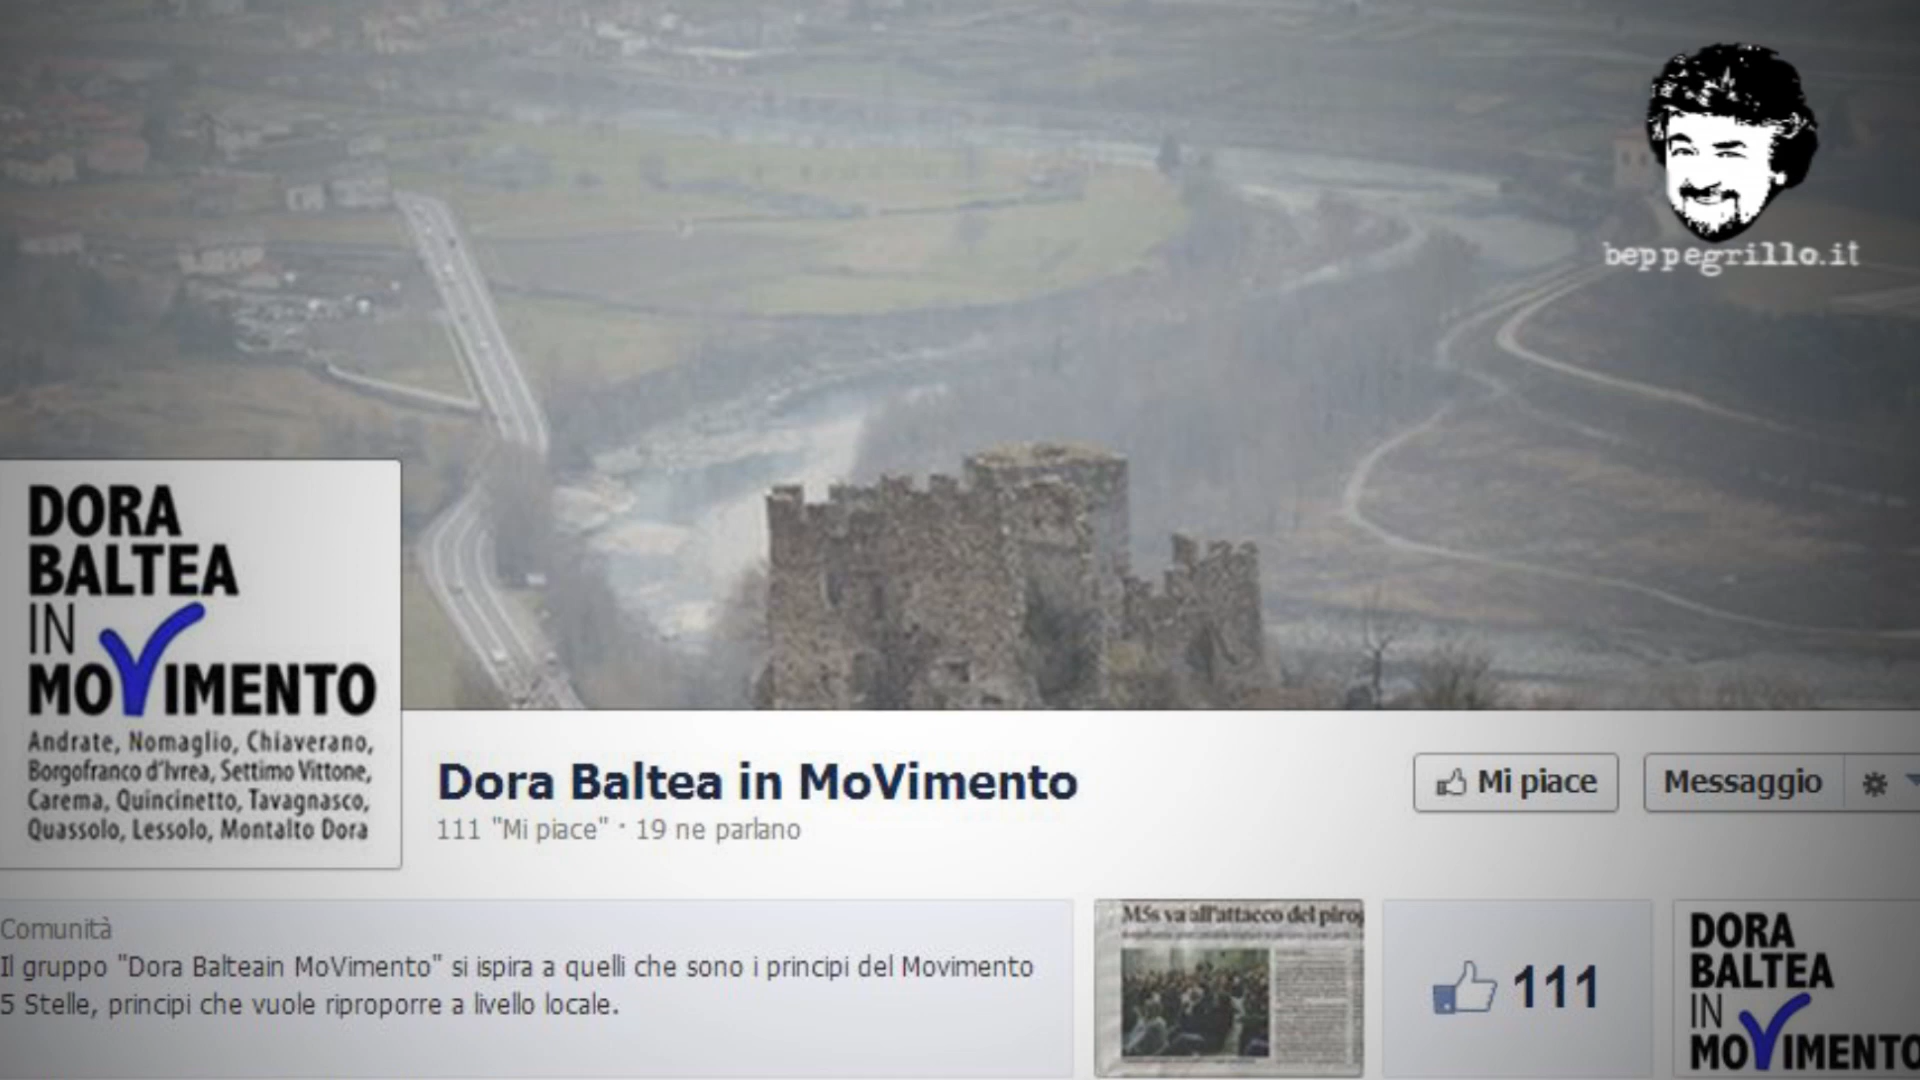 beppegrillo.it
DORA
BALTEA
IN
MOVIMENTO
Andrate, Nomaglio, Chiaverano,
Borgofranco d'Ivrea, Settimo Vittone,
Carema, Quincinetto, Tavagnasco,
Quassolo, Lessolo, Montalto Dora
Dora Baltea in MoVimento
111 "Mi piace" · 19 ne parlano
Mi piace
Messaggio
Comunità
Il gruppo "Dora Balteain MoVimento" si ispira a quelli che sono i principi del Movimento
5 Stelle, principi che vuole riproporre a livello locale.
M5s va all'attacco del piro
111
DORA
BALTEA
IN
MOVIMENTO